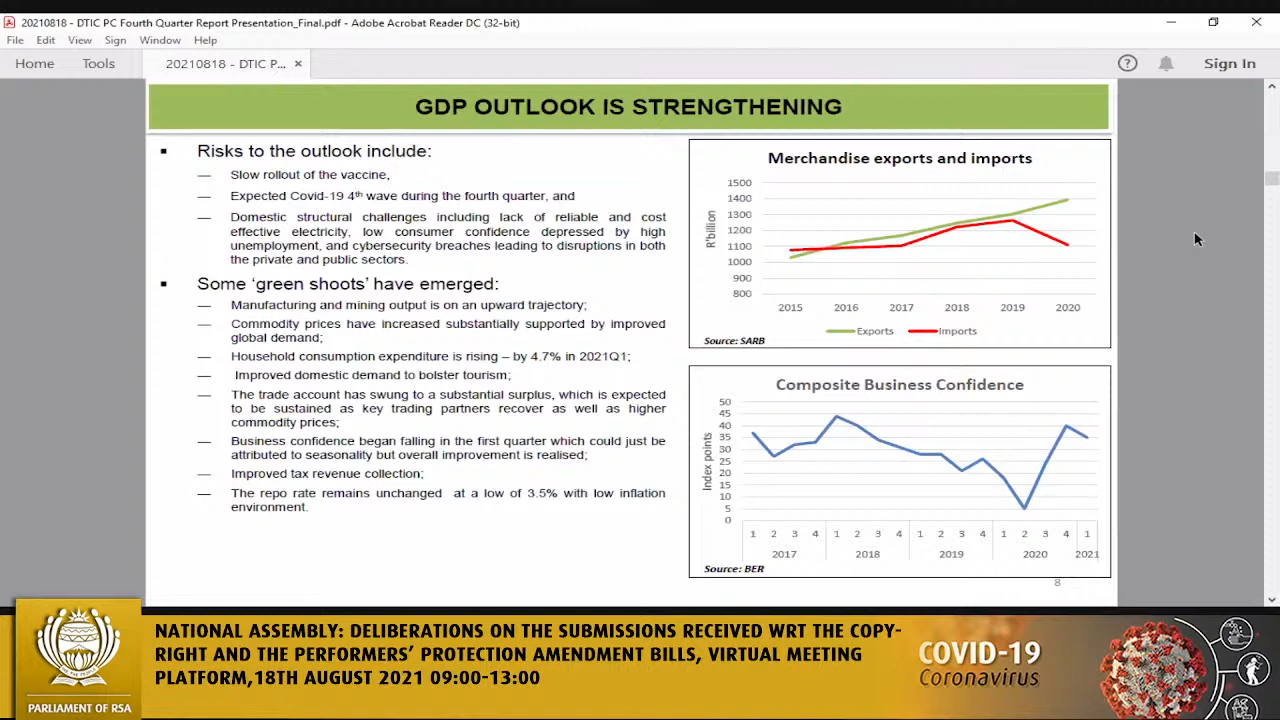 20210818 - DTIC PC Fourth Quarter Report Presentation_Final.pdf - Adobe Acrobat Reader DC (32-bit)
File Edit View Sign Window Help
Home Tools 20210818 - DTIC P... × ? Sign In
GDP OUTLOOK IS STRENGTHENING
▪ Risks to the outlook include:
— Slow rollout of the vaccine,
— Expected Covid-19 4th wave during the fourth quarter, and
— Domestic structural challenges including lack of reliable and cost
effective electricity, low consumer confidence depressed by high
unemployment, and cybersecurity breaches leading to disruptions in both
the private and public sectors.
▪ Some ‘green shoots’ have emerged:
— Manufacturing and mining output is on an upward trajectory;
— Commodity prices have increased substantially supported by improved
global demand;
— Household consumption expenditure is rising – by 4.7% in 2021Q1;
— Improved domestic demand to bolster tourism;
— The trade account has swung to a substantial surplus, which is expected
to be sustained as key trading partners recover as well as higher
commodity prices;
— Business confidence began falling in the first quarter which could just be
attributed to seasonality but overall improvement is realised;
— Improved tax revenue collection;
— The repo rate remains unchanged at a low of 3.5% with low inflation
environment.
Merchandise exports and imports
R'billion
1500
1400
1300
1200
1100
1000
900
800
2015 2016 2017 2018 2019 2020
Exports Imports
Source: SARB
Composite Business Confidence
Index points
50
45
40
35
30
25
20
15
10
5
0
1 2 3 4 1 2 3 4 1 2 3 4 1 2 3 4 1
2017 2018 2019 2020 2021
Source: BER
8
NATIONAL ASSEMBLY: DELIBERATIONS ON THE SUBMISSIONS RECEIVED WRT THE COPY-
RIGHT AND THE PERFORMERS’ PROTECTION AMENDMENT BILLS, VIRTUAL MEETING
PLATFORM,18TH AUGUST 2021 09:00-13:00
PARLIAMENT OF RSA
COVID-19
Coronavirus